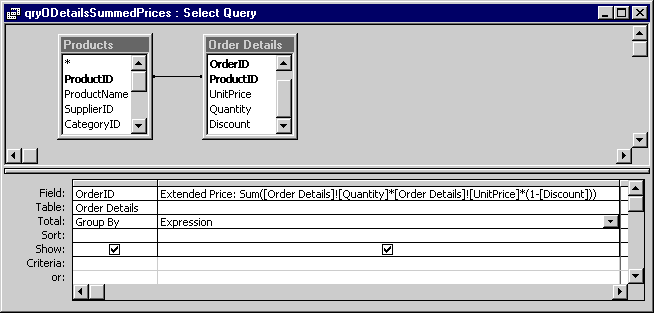 qryODetailsSummedPrices : Select Query
Products
*
ProductID
ProductName
SupplierID
CategoryID
Order Details
OrderID
ProductID
UnitPrice
Quantity
Discount
Field: OrderID Extended Price: Sum([Order Details]![Quantity]*[Order Details]![UnitPrice]*(1-[Discount]))
Table: Order Details
Total: Group By Expression
Sort:
Show:
Criteria:
or: